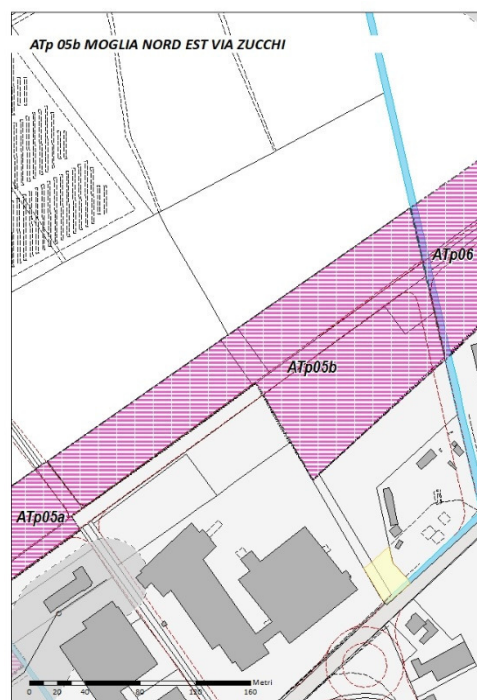 ATp 05b MOGLIA NORD EST VIA ZUCCHI
ATp06
ATp05b
ATp05a
Metri
0 20 40 80 120 160